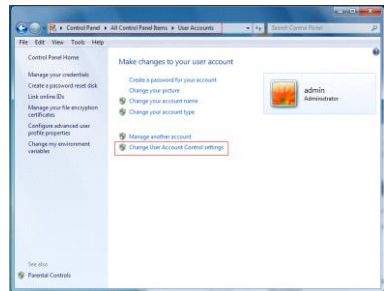 Control Panel ▸ All Control Panel Items ▸ User Accounts
Search Control Panel
File Edit View Tools Help
Control Panel Home
Manage your credentials
Create a password reset disk
Link online IDs
Manage your file encryption
certificates
Configure advanced user
profile properties
Change my environment
variables
Make changes to your user account
Create a password for your account
Change your picture
Change your account name
Change your account type
Manage another account
Change User Account Control settings
admin
Administrator
See also
Parental Controls